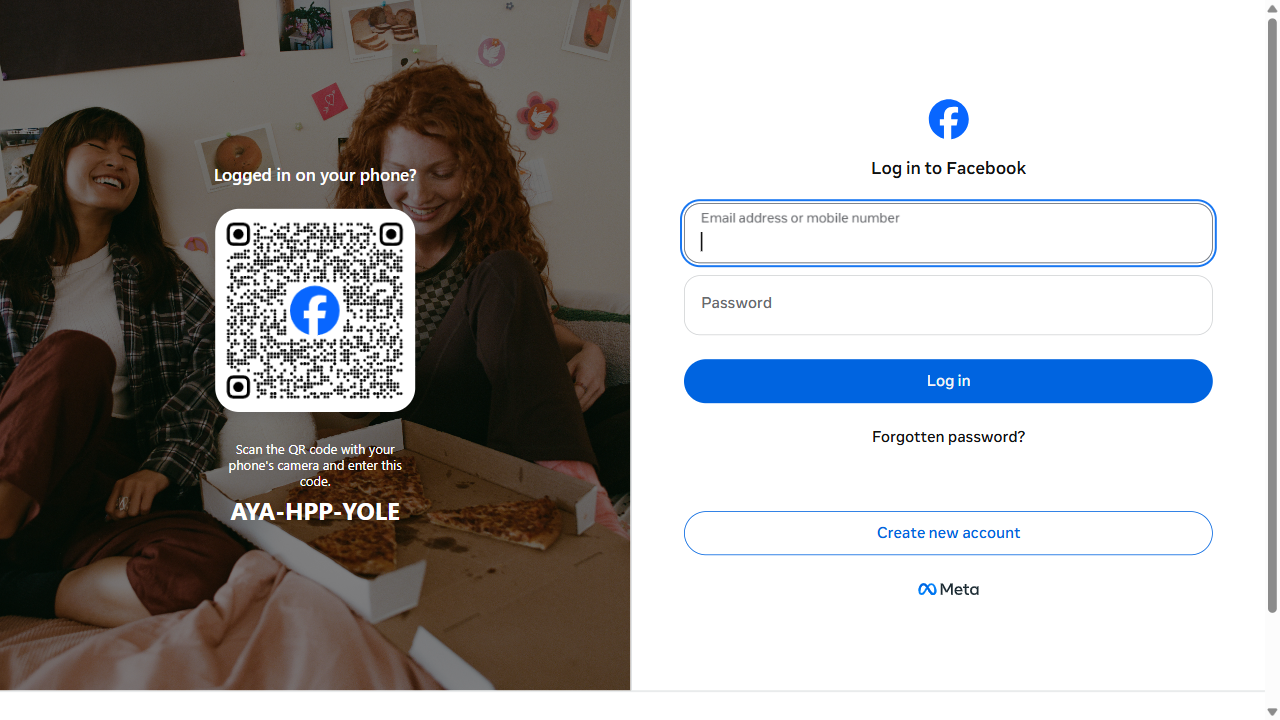 Logged in on your phone?
Scan the QR code with your
phone's camera and enter this
code.
AYA-HPP-YOLE
Log in to Facebook
Email address or mobile number
Password
Log in
Forgotten password?
Create new account
Meta